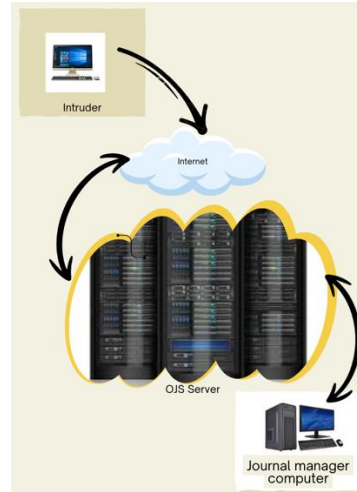 Intruder
Internet
OJS Server
Journal manager
computer